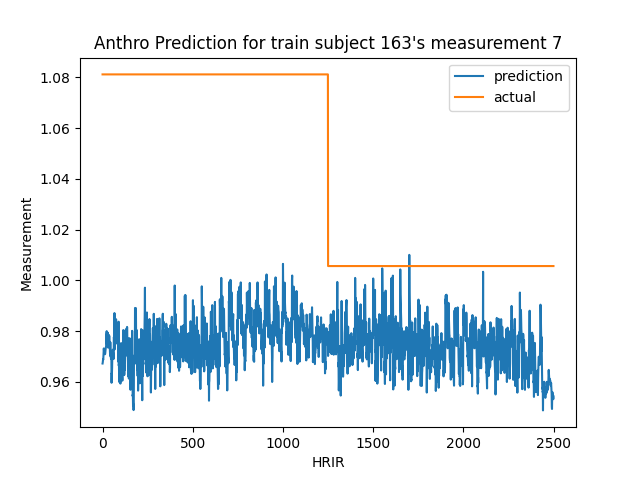 Anthro Prediction for train subject 163's measurement 7
prediction
actual
1.08
1.06
1.04
1.02
1.00
0.98
0.96
Measurement
0
500
1000
1500
2000
2500
HRIR